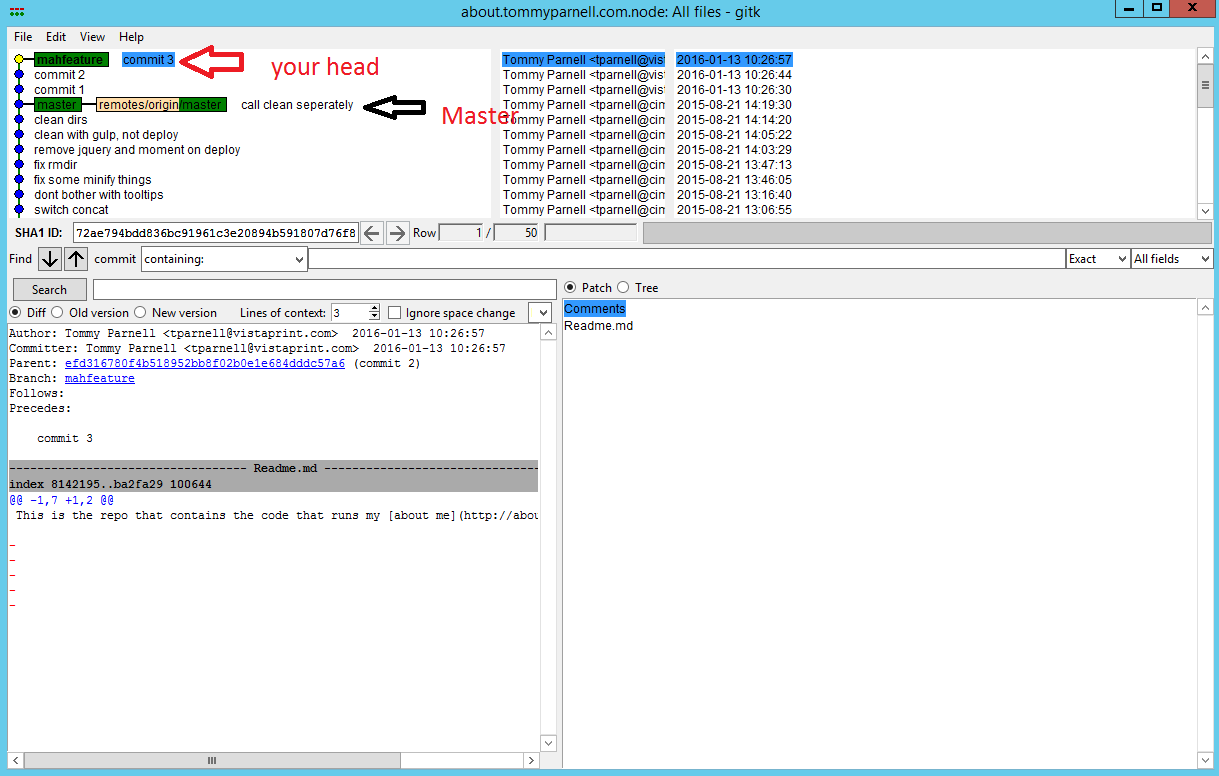 about.tommyparnell.com.node: All files - gitk
File Edit View Help
mahfeature commit 3 Tommy Parnell <tparnell@vist 2016-01-13 10:26:57
your head
commit 2 Tommy Parnell <tparnell@vist 2016-01-13 10:26:44
commit 1 Tommy Parnell <tparnell@vist 2016-01-13 10:26:30
master remotes/origin/master call clean seperately Tommy Parnell <tparnell@cim 2015-08-21 14:19:30
Master
clean dirs Tommy Parnell <tparnell@cim 2015-08-21 14:14:20
clean with gulp, not deploy Tommy Parnell <tparnell@cim 2015-08-21 14:05:22
remove jquery and moment on deploy Tommy Parnell <tparnell@cim 2015-08-21 14:03:29
fix rmdir Tommy Parnell <tparnell@cim 2015-08-21 13:47:13
fix some minify things Tommy Parnell <tparnell@cim 2015-08-21 13:46:05
dont bother with tooltips Tommy Parnell <tparnell@cim 2015-08-21 13:16:40
switch concat Tommy Parnell <tparnell@cim 2015-08-21 13:06:55
SHA1 ID: 72ae794bdd836bc91961c3e20894b591807d76f8 Row 1 / 50
Find commit containing: Exact All fields
Search
Diff Old version New version Lines of context: 3 Ignore space change
Patch Tree
Comments
Readme.md
Author: Tommy Parnell <tparnell@vistaprint.com> 2016-01-13 10:26:57
Committer: Tommy Parnell <tparnell@vistaprint.com> 2016-01-13 10:26:57
Parent: efd316780f4b518952bb8f02b0e1e684dddc57a6 (commit 2)
Branch: mahfeature
Follows:
Precedes:
commit 3
---------------------------------- Readme.md -------------------------------
index 8142195..ba2fa29 100644
@@ -1,7 +1,2 @@
This is the repo that contains the code that runs my [about me](http://abou
-
-
-
-
-